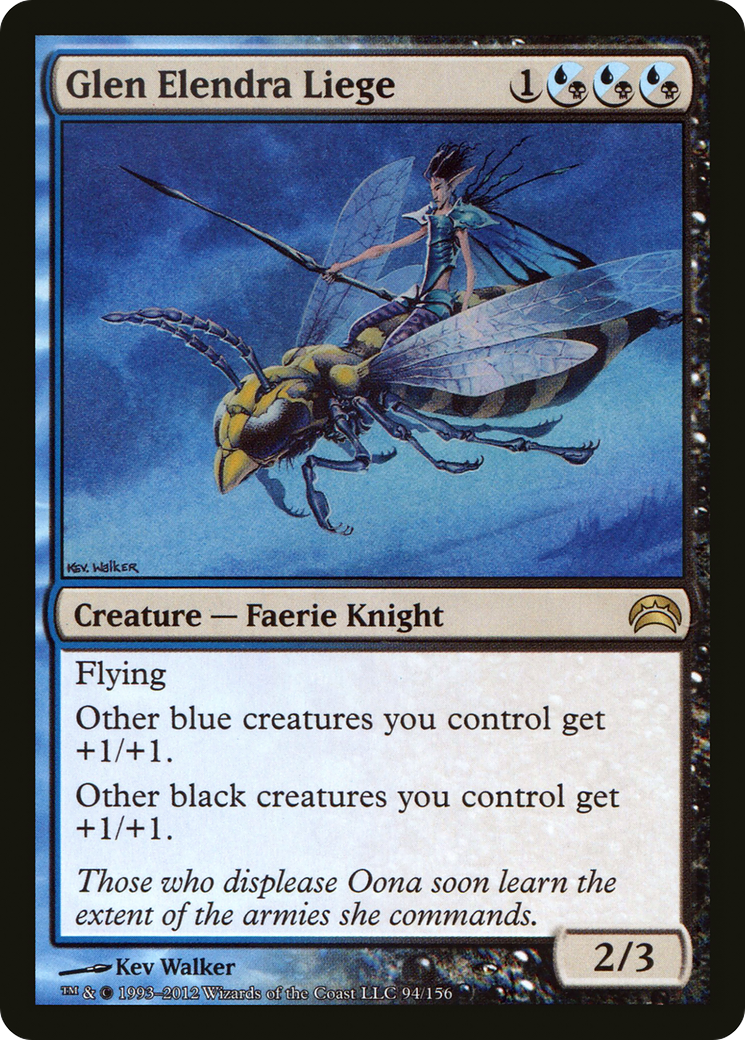 Glen Elendra Liege 1
Kev. Walker
Creature — Faerie Knight
Flying
Other blue creatures you control get
+1/+1.
Other black creatures you control get
+1/+1.
Those who displease Oona soon learn the
extent of the armies she commands.
2/3
Kev Walker
™ & © 1993–2012 Wizards of the Coast LLC 94/156